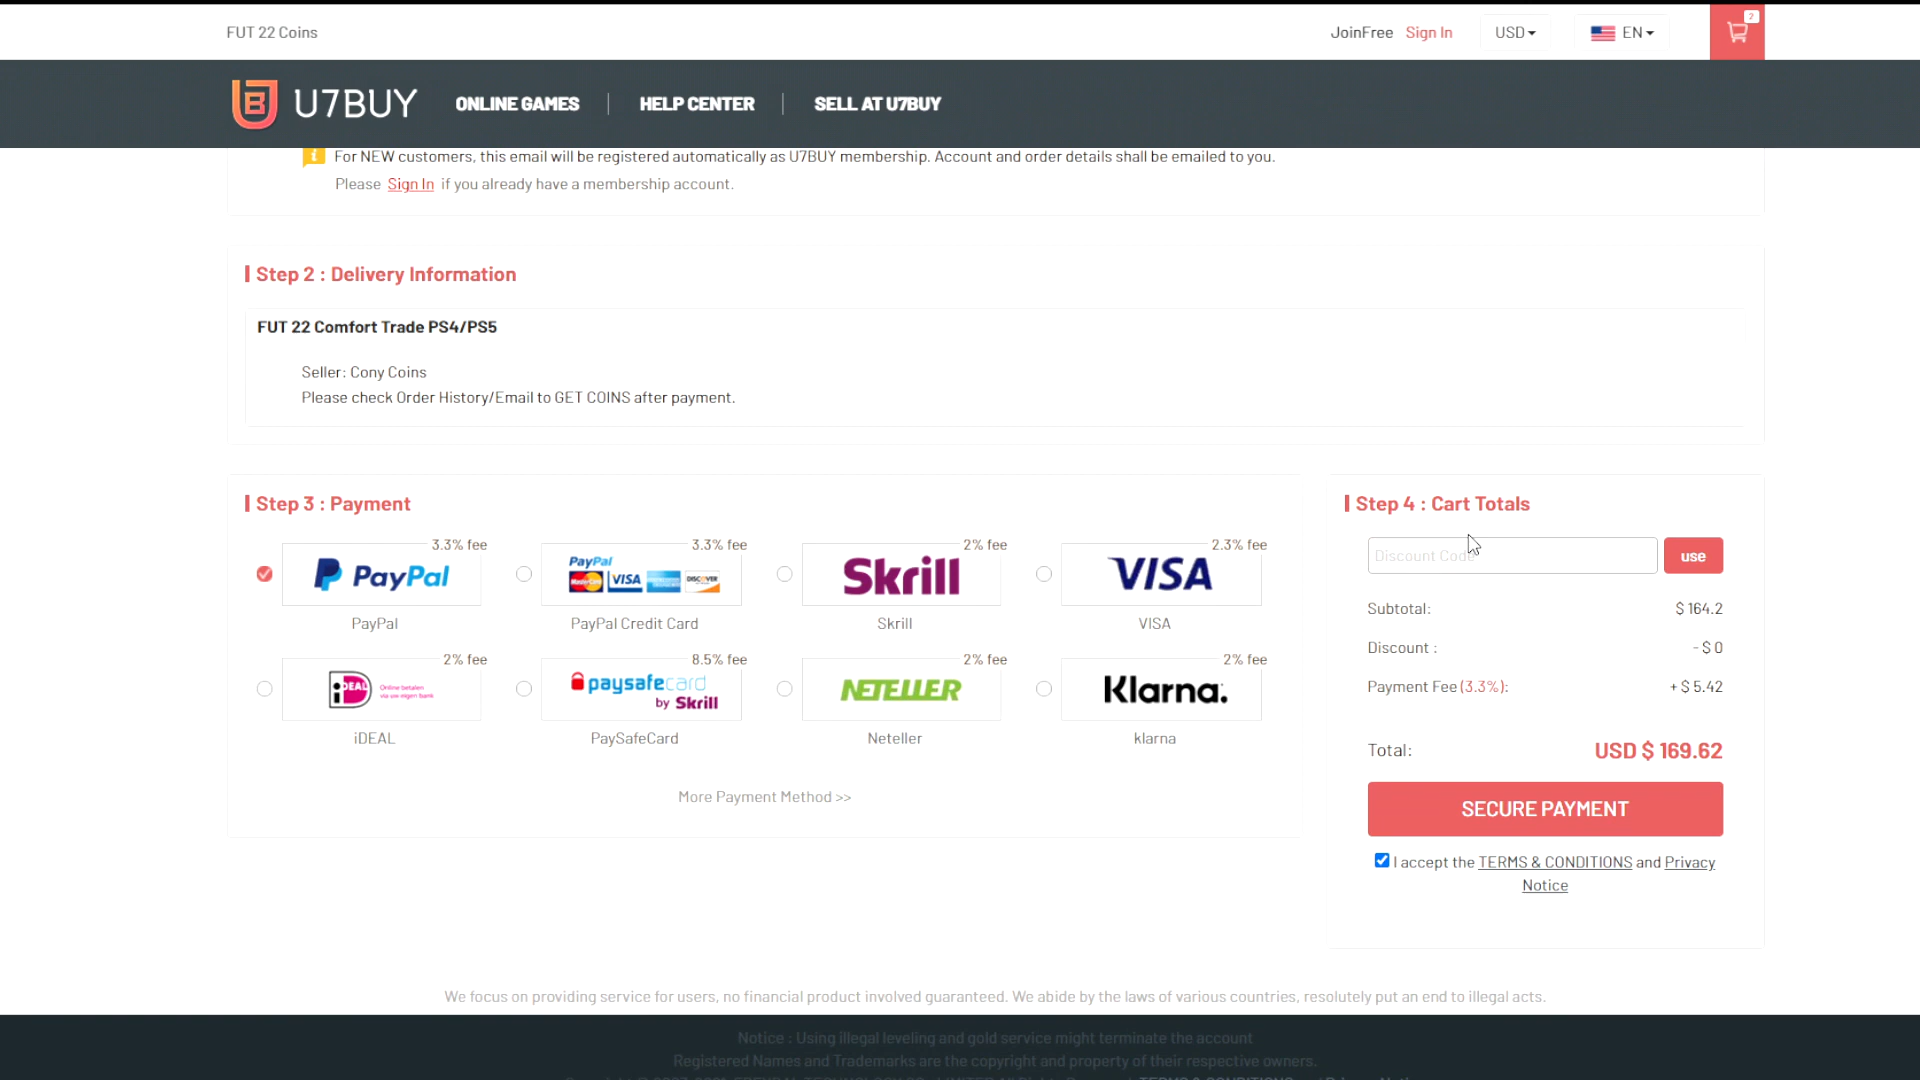 FUT 22 Coins
JoinFree Sign In USD EN 2
U7BUY ONLINE GAMES | HELP CENTER | SELL AT U7BUY
For NEW customers, this email will be registered automatically as U7BUY membership. Account and order details shall be emailed to you.
Please Sign In if you already have a membership account.
Step 2 : Delivery Information
FUT 22 Comfort Trade PS4/PS5
Seller: Cony Coins
Please check Order History/Email to GET COINS after payment.
Step 3 : Payment
3.3% fee 3.3% fee 2% fee 2.3% fee
PayPal PayPal MasterCard VISA DISCOVER Skrill VISA
PayPal PayPal Credit Card Skrill VISA
2% fee 8.5% fee 2% fee 2% fee
iDEAL Online betalen via uw eigen bank paysafecard by Skrill NETELLER Klarna.
iDEAL PaySafeCard Neteller klarna
More Payment Method >>
Step 4 : Cart Totals
Discount Code use
Subtotal: $ 164.2
Discount : - $ 0
Payment Fee (3.3%): + $ 5.42
Total: USD $ 169.62
SECURE PAYMENT
I accept the TERMS & CONDITIONS and Privacy
Notice
We focus on providing service for users, no financial product involved guaranteed. We abide by the laws of various countries, resolutely put an end to illegal acts.
Notice : Using illegal leveling and gold service might terminate the account
Registered Names and Trademarks are the copyright and property of their respective owners.